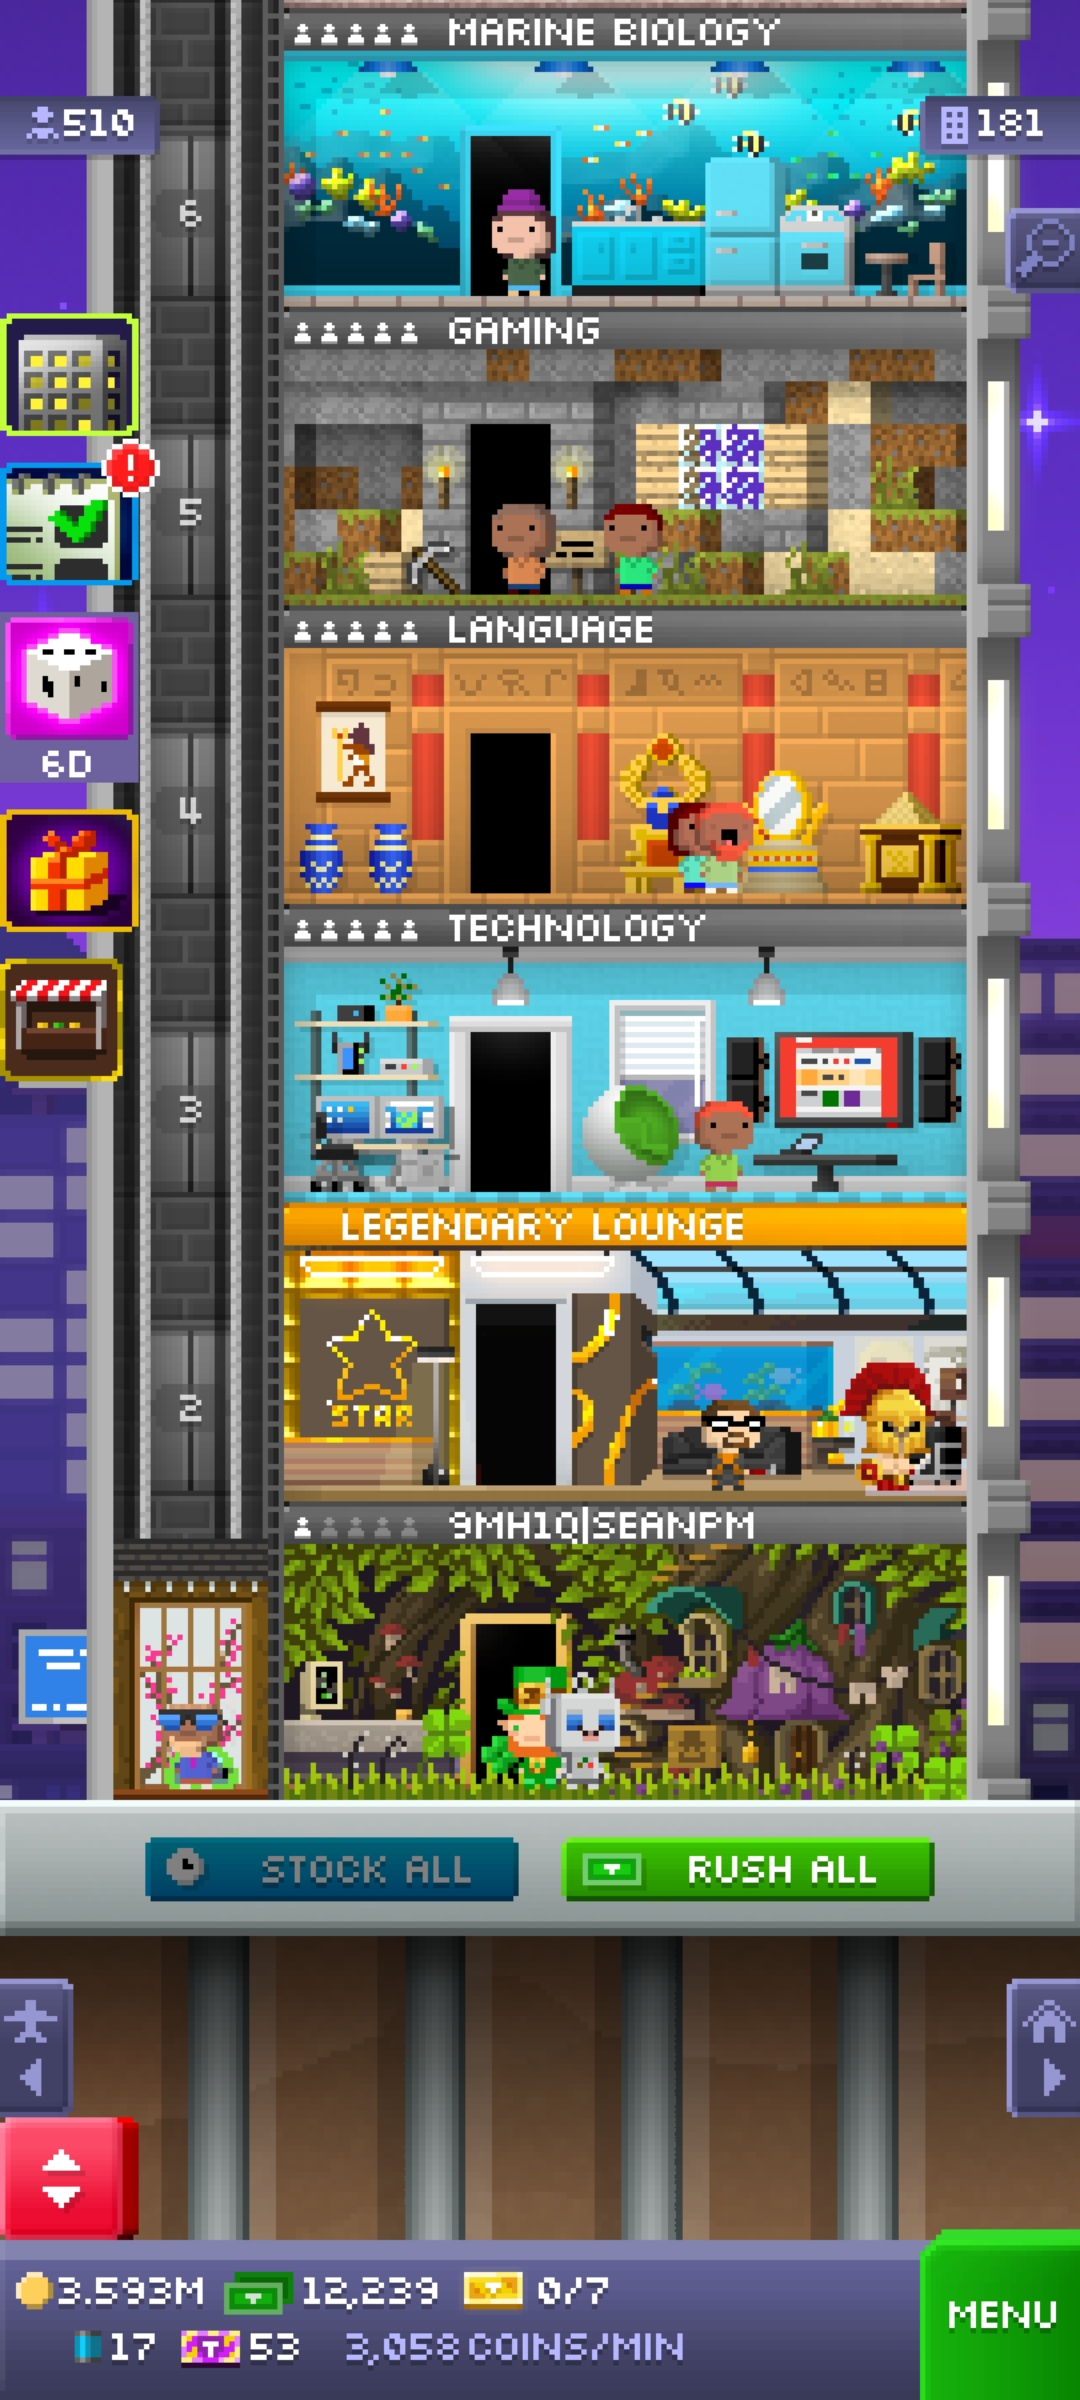 MARINE BIOLOGY
510
181
6
GAMING
5
LANGUAGE
6D
4
TECHNOLOGY
3
LEGENDARY LOUNGE
STAR
2
9MH1Q|SEANPM
STOCK ALL
RUSH ALL
3.593M 12,239 0/7
MENU
17 53 3,058 COINS/MIN